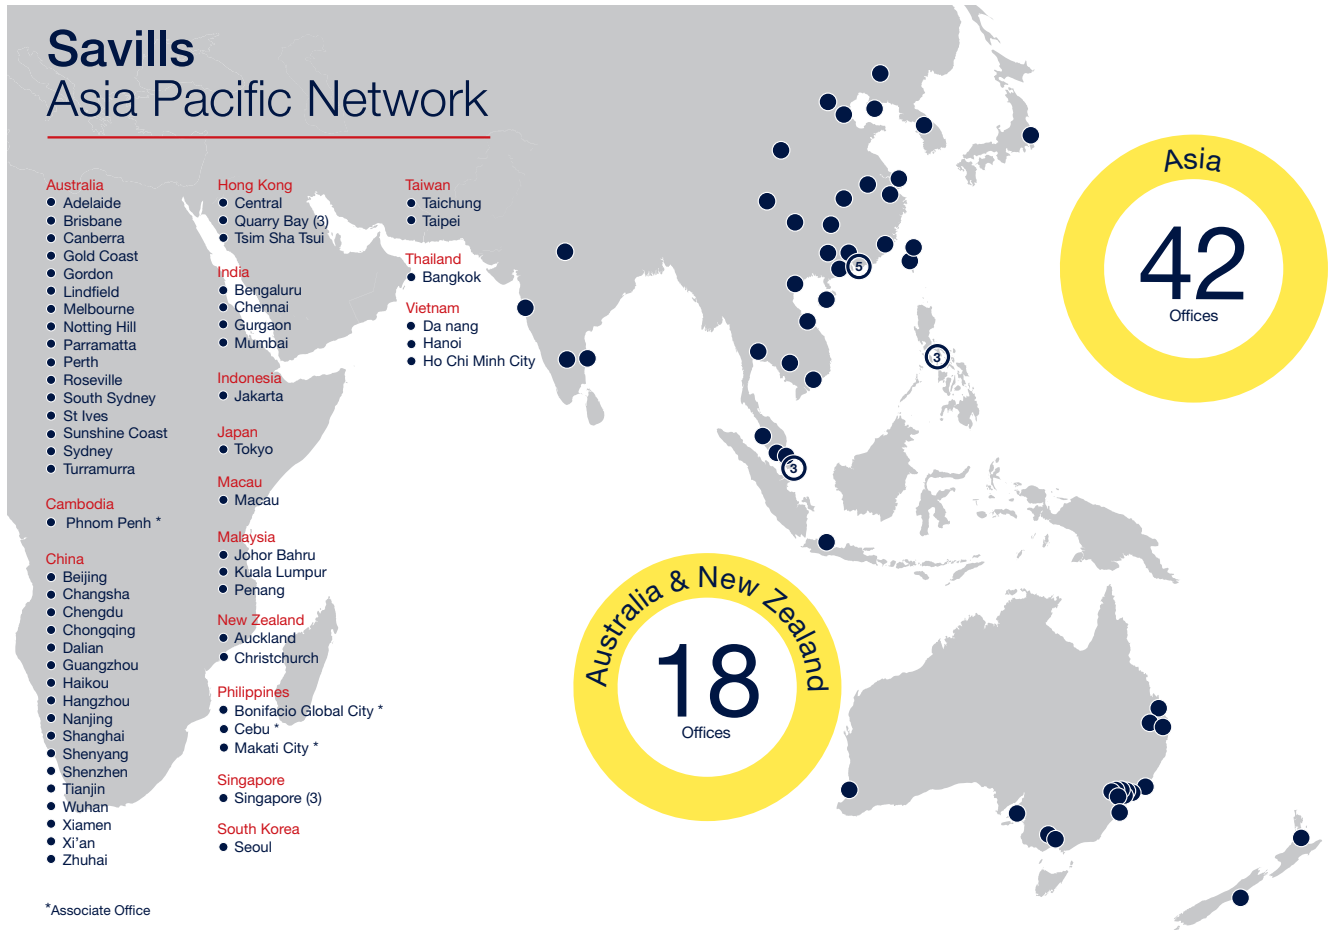 Savills
Asia Pacific Network
Australia
Adelaide
Brisbane
Canberra
Gold Coast
Gordon
Lindfield
Melbourne
Notting Hill
Parramatta
Perth
Roseville
South Sydney
St Ives
Sunshine Coast
Sydney
Turramurra
Cambodia
Phnom Penh *
China
Beijing
Changsha
Chengdu
Chongqing
Dalian
Guangzhou
Haikou
Hangzhou
Nanjing
Shanghai
Shenyang
Shenzhen
Tianjin
Wuhan
Xiamen
Xi'an
Zhuhai
*Associate Office
Hong Kong
Central
Quarry Bay (3)
Tsim Sha Tsui
India
Bengaluru
Chennai
Gurgaon
Mumbai
Indonesia
Jakarta
Japan
Tokyo
Macau
Macau
Malaysia
Johor Bahru
Kuala Lumpur
Penang
New Zealand
Auckland
Christchurch
Philippines
Bonifacio Global City *
Cebu *
Makati City *
Singapore
Singapore (3)
South Korea
Seoul
Taiwan
Taichung
Taipei
Thailand
Bangkok
Vietnam
Da nang
Hanoi
Ho Chi Minh City
5
3
3
Asia
42
Offices
Australia & New Zealand
18
Offices